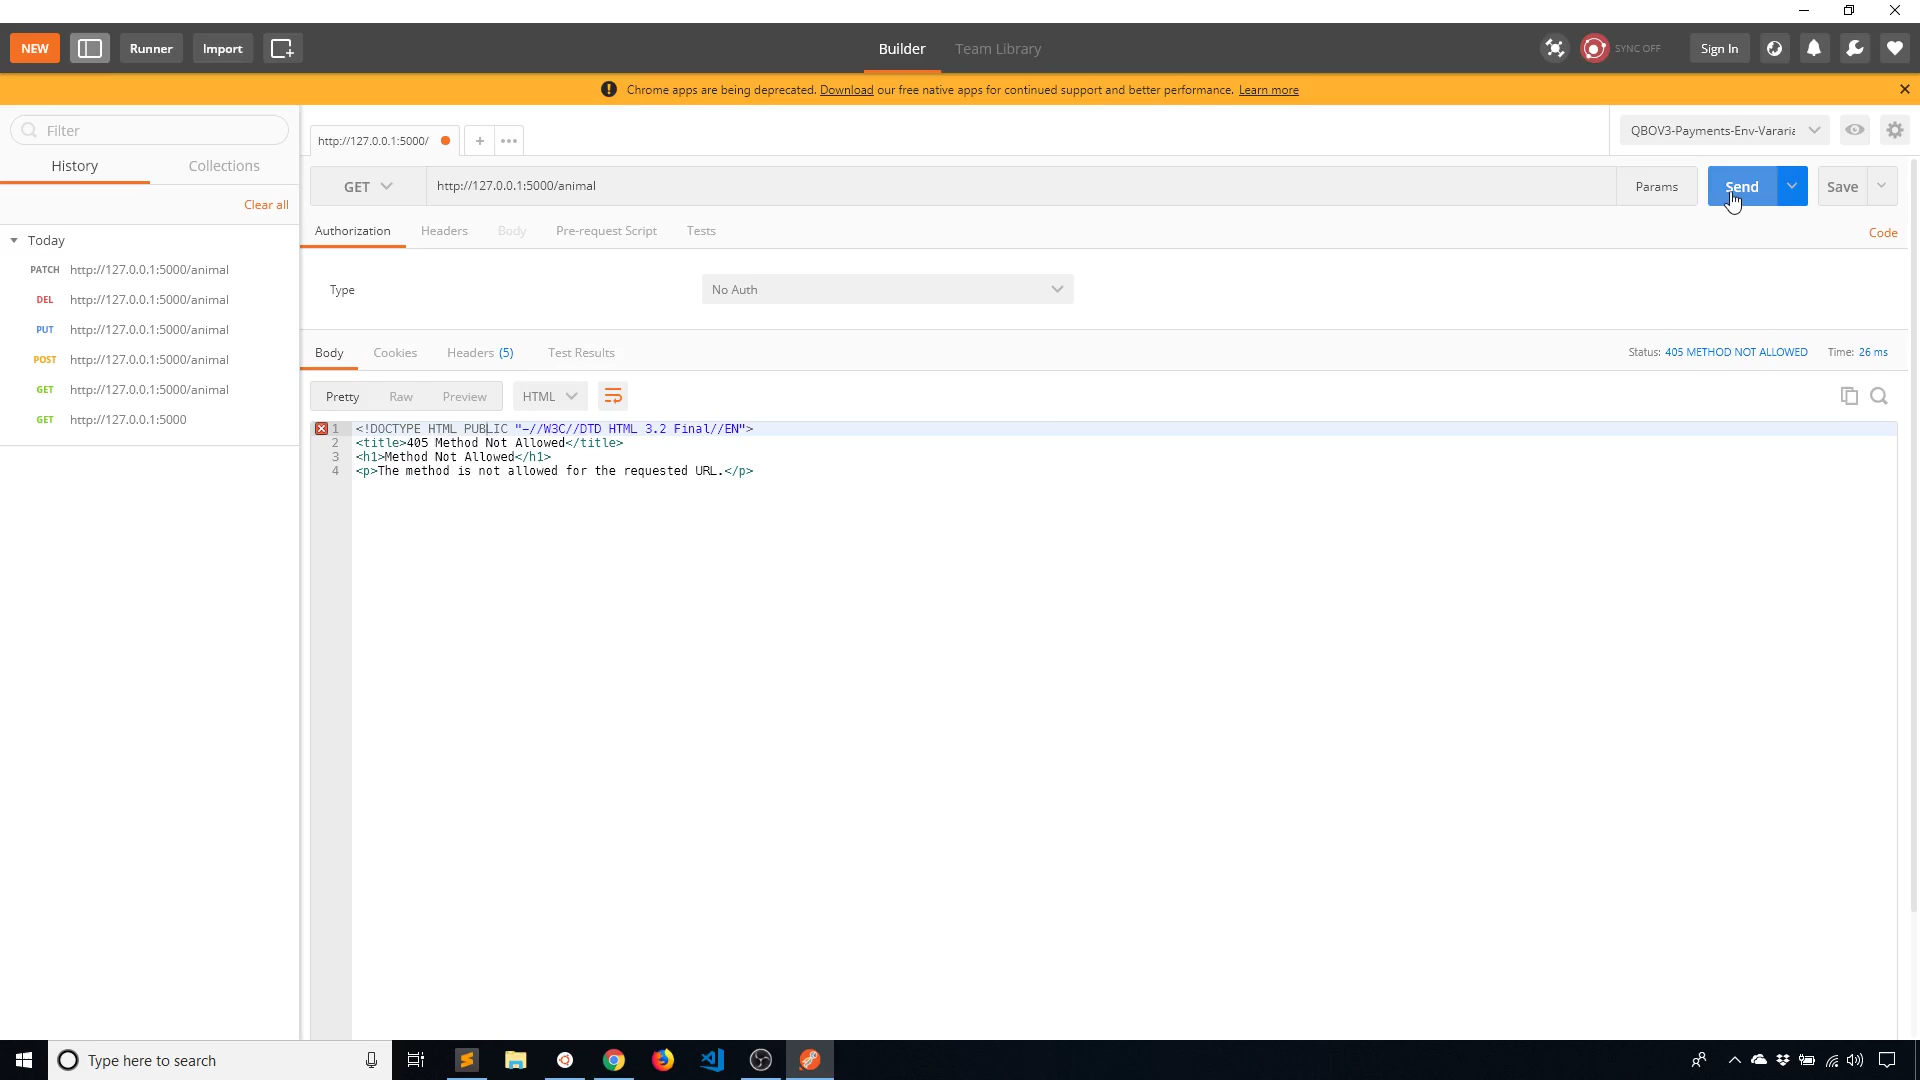 NEW
Runner
Import
Builder
Team Library
SYNC OFF
Sign In
Chrome apps are being deprecated. Download our free native apps for continued support and better performance. Learn more
Filter
History
Collections
Clear all
Today
PATCH http://127.0.0.1:5000/animal
DEL http://127.0.0.1:5000/animal
PUT http://127.0.0.1:5000/animal
POST http://127.0.0.1:5000/animal
GET http://127.0.0.1:5000/animal
GET http://127.0.0.1:5000
http://127.0.0.1:5000/
QBOV3-Payments-Env-Vararia
GET
http://127.0.0.1:5000/animal
Params
Send
Save
Authorization
Headers
Body
Pre-request Script
Tests
Code
Type
No Auth
Body
Cookies
Headers (5)
Test Results
Status: 405 METHOD NOT ALLOWED
Time: 26 ms
Pretty
Raw
Preview
HTML
1 <!DOCTYPE HTML PUBLIC "-//W3C//DTD HTML 3.2 Final//EN">
2 <title>405 Method Not Allowed</title>
3 <h1>Method Not Allowed</h1>
4 <p>The method is not allowed for the requested URL.</p>
Type here to search